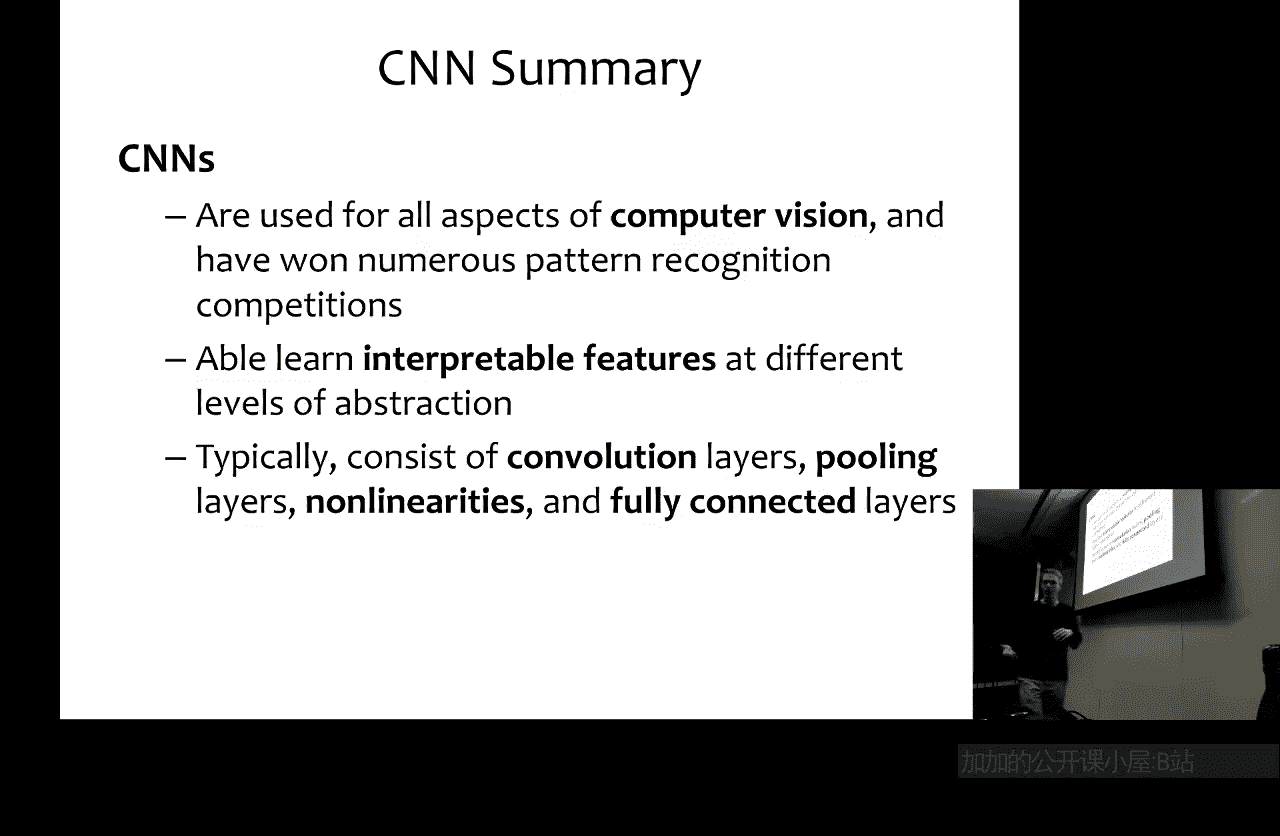 CNN Summary
CNNs
– Are used for all aspects of computer vision, and
have won numerous pattern recognition
competitions
– Able learn interpretable features at different
levels of abstraction
– Typically, consist of convolution layers, pooling
layers, nonlinearities, and fully connected layers
加加的公开课小屋:B站